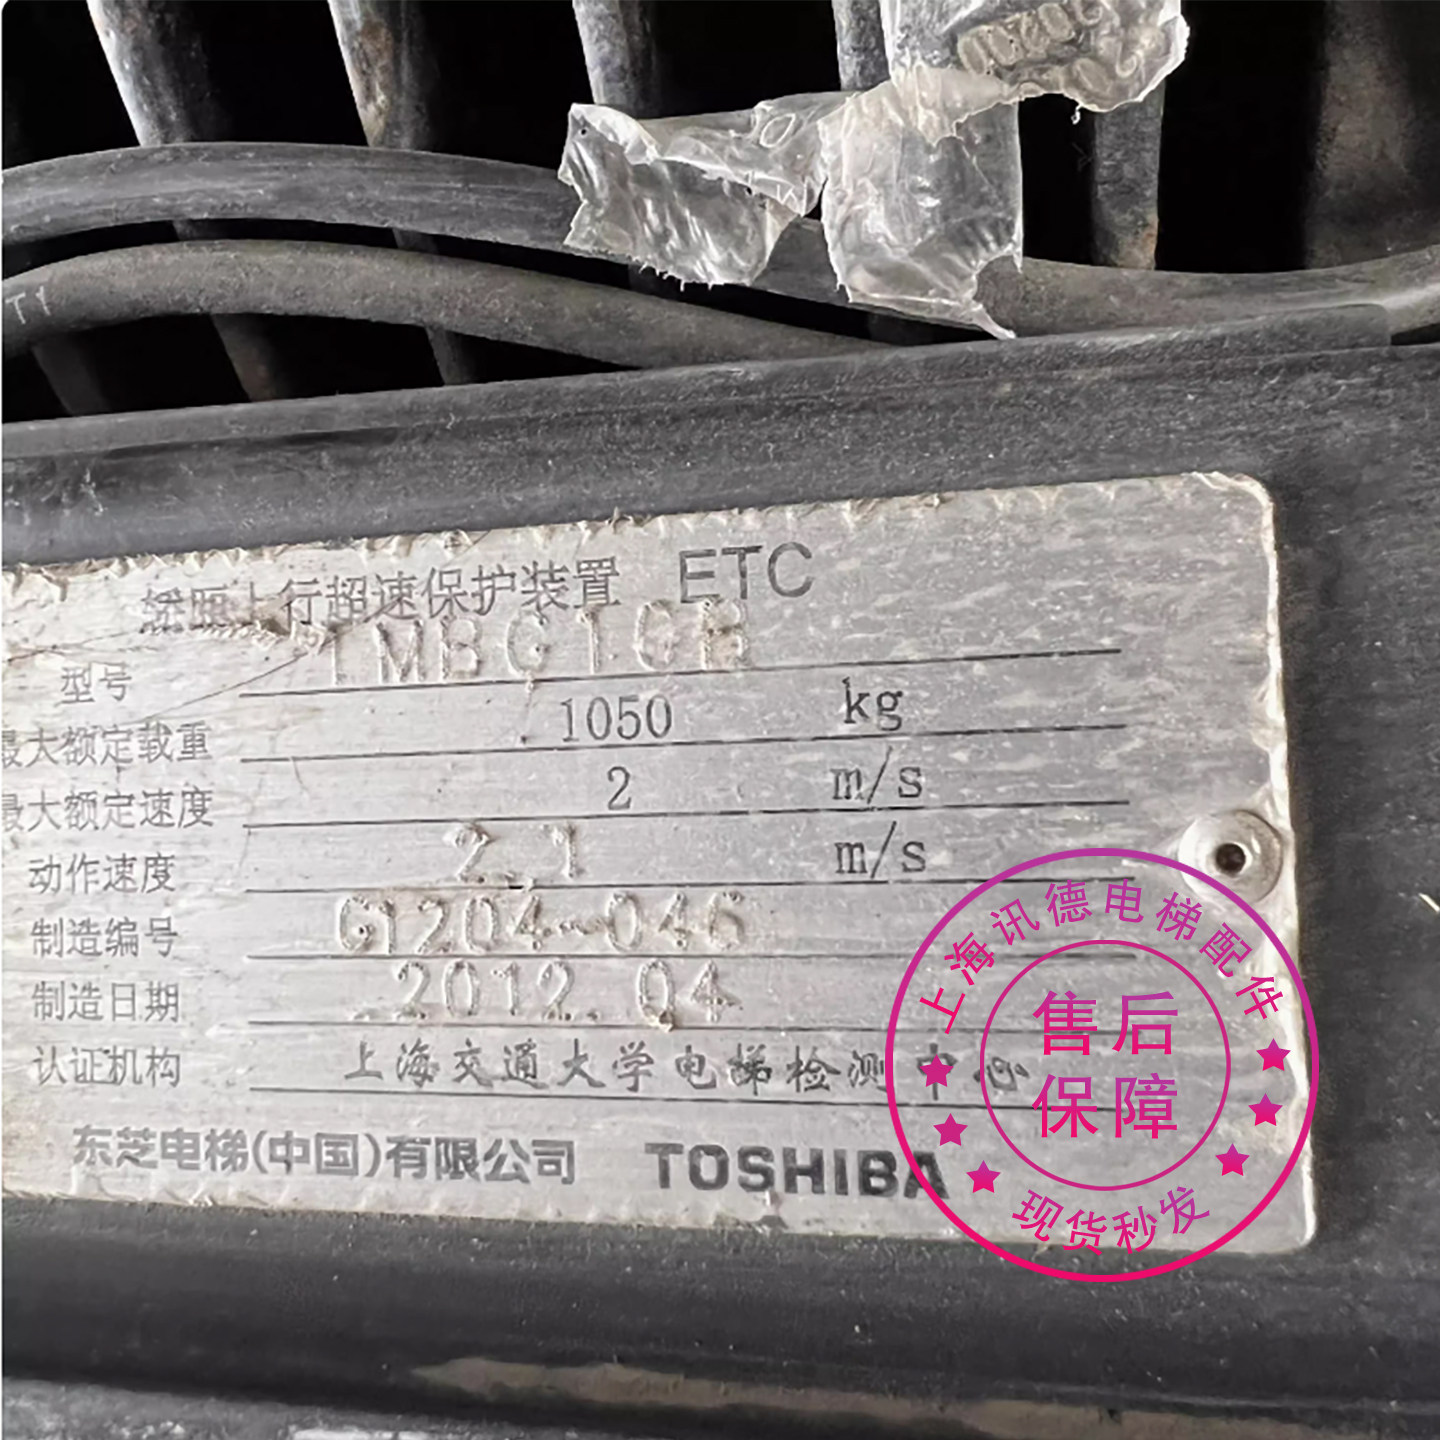 T1
轿厢上行超速保护装置 ETC
型号
最大额定载重 1050 kg
最大额定速度 2 m/s
动作速度 2.1 m/s
制造编号 G1204-046
制造日期 2012.04
认证机构 上海交通大学电梯检测中心
东芝电梯(中国)有限公司 TOSHIBA
上海讯德电梯配件
售后
保障
现货秒发